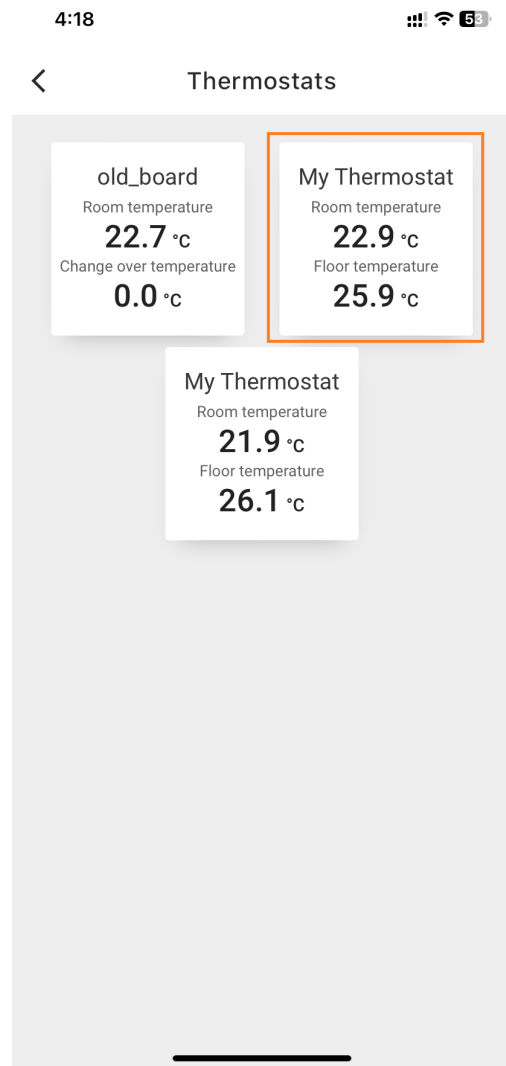 4:18
53
Thermostats
old_board
Room temperature
22.7 °C
Change over temperature
0.0 °C
My Thermostat
Room temperature
22.9 °C
Floor temperature
25.9 °C
My Thermostat
Room temperature
21.9 °C
Floor temperature
26.1 °C